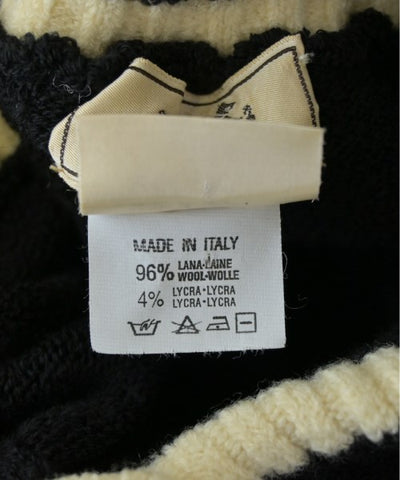 MADE IN ITALY
96% LANA·LAINE
WOOL·WOLLE
4% LYCRA·LYCRA
LYCRA·LYCRA